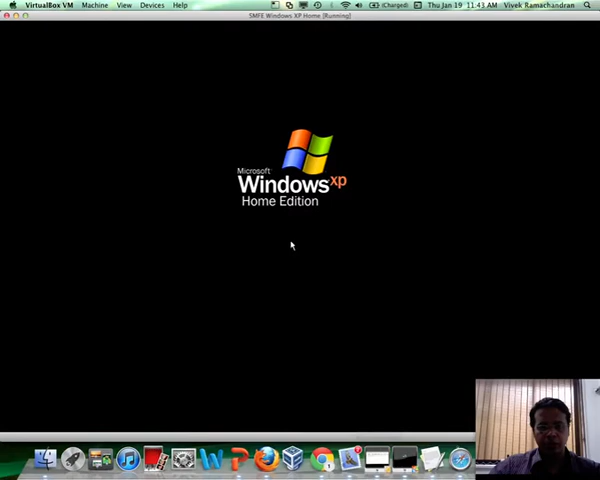 VirtualBox VM Machine View Devices Help (Charged) Thu Jan 19 11:43 AM Vivek Ramachandran
SMFE Windows XP Home [Running]
Microsoft
Windows xp
Home Edition